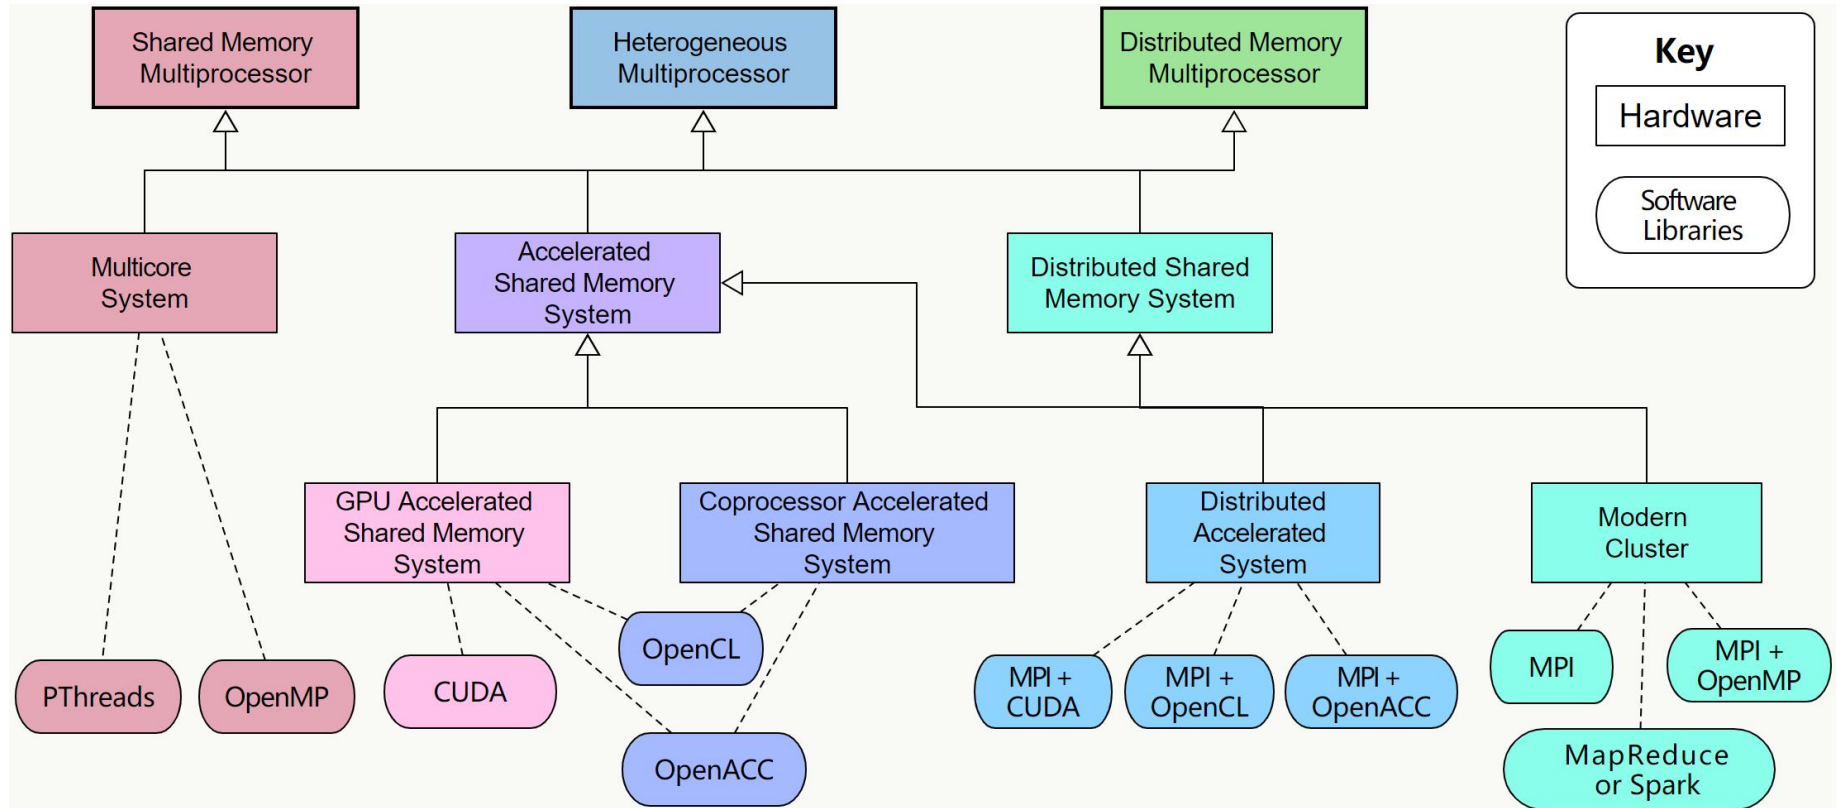 Shared Memory
Multiprocessor
Heterogeneous
Multiprocessor
Distributed Memory
Multiprocessor
Key
Hardware
Software
Libraries
Multicore
System
Accelerated
Shared Memory
System
Distributed Shared
Memory System
GPU Accelerated
Shared Memory
System
Coprocessor Accelerated
Shared Memory
System
Distributed
Accelerated
System
Modern
Cluster
PThreads
OpenMP
CUDA
OpenCL
OpenACC
MPI +
CUDA
MPI +
OpenCL
MPI +
OpenACC
MPI
MPI +
OpenMP
MapReduce
or Spark